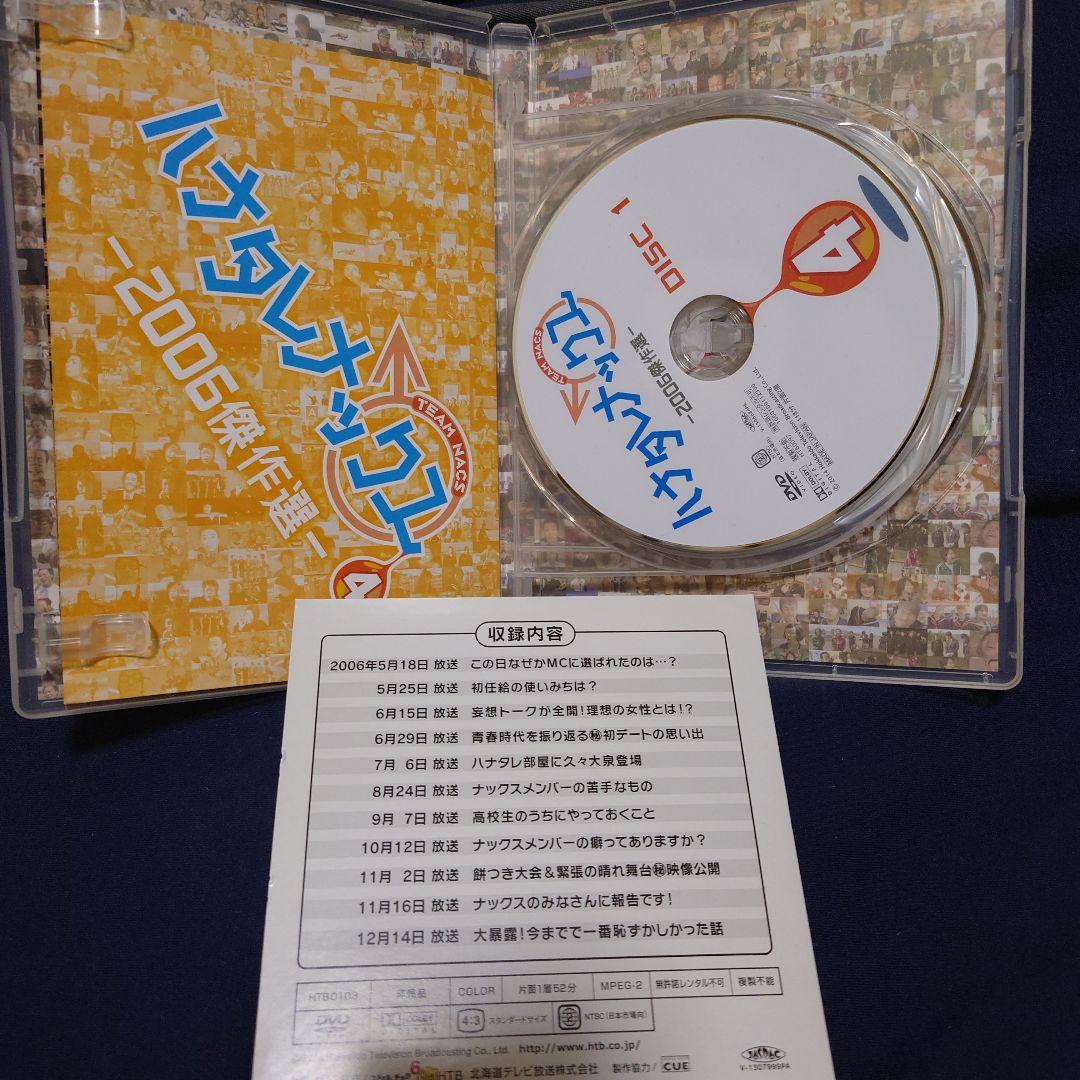 ハナタレナックス
TEAM NACS
-2006傑作選-
4
4
DISC 1
ハナタレナックス
TEAM NACS
-2006傑作選-
収録内容
2006年5月18日 放送 この日なぜかMCに選ばれたのは…?
5月25日 放送 初任給の使いみちは?
6月15日 放送 妄想トークが全開!理想の女性とは!?
6月29日 放送 青春時代を振り返る㊙初デートの思い出
7月 6日 放送 ハナタレ部屋に久々大泉登場
8月24日 放送 ナックスメンバーの苦手なもの
9月 7日 放送 高校生のうちにやっておくこと
10月12日 放送 ナックスメンバーの癖ってありますか?
11月 2日 放送 餅つき大会&緊張の晴れ舞台㊙映像公開
11月16日 放送 ナックスのみなさんに報告です!
12月14日 放送 大暴露!今までで一番恥ずかしかった話
HTB0103 非売品 COLOR 片面1層52分 MPEG-2 無許諾レンタル不可 複製不能
DVD DOLBY DIGITAL 4:3 スタンダードサイズ 2 NTSC(日本市場向)
Television Broadcasting Co., Ltd. http://www.htb.co.jp/
HTB 北海道テレビ放送株式会社 製作協力/ CUE
JASRAC
V-1307999PA